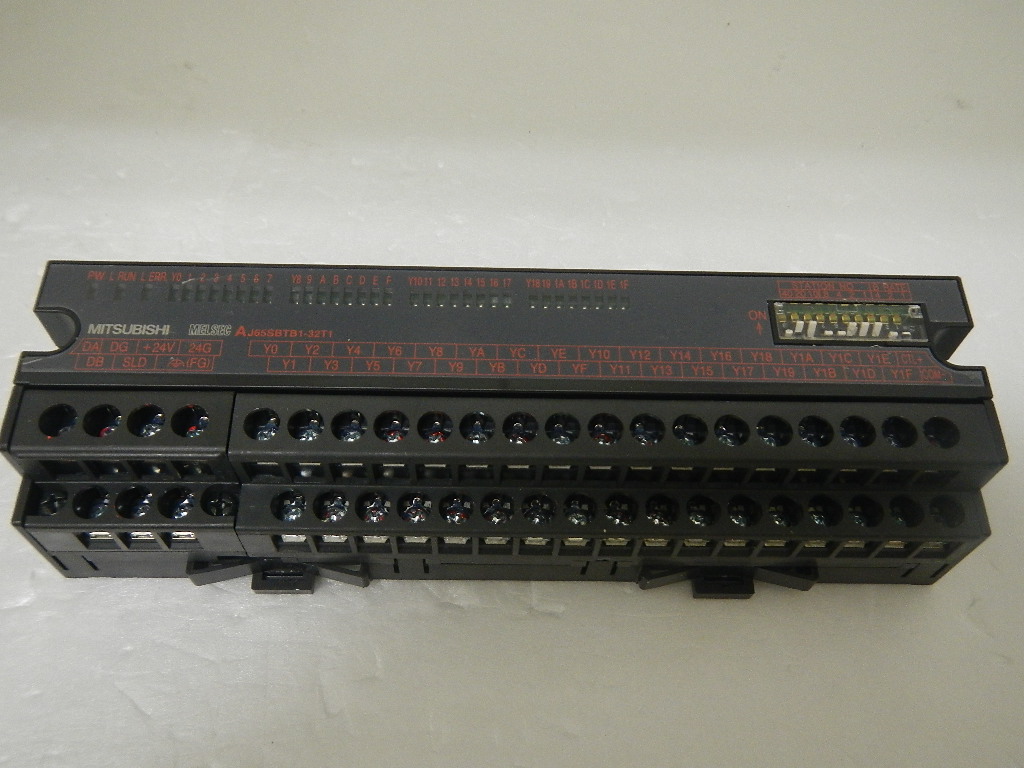 PW L RUN L ERR. Y0 1 2 3 4 5 6 7 Y8 9 A B C D E F Y10 11 12 13 14 15 16 17 Y18 19 1A 1B 1C 1D 1E 1F
STATION NO. B RATE
ON
MITSUBISHI MELSEC AJ65SBTB1-32T1
DA DG +24V 24G Y0 Y2 Y4 Y6 Y8 YA YC YE Y10 Y12 Y14 Y16 Y18 Y1A Y1C Y1E
DB SLD (FG) Y1 Y3 Y5 Y7 Y9 YB YD YF Y11 Y13 Y15 Y17 Y19 Y1B Y1D Y1F